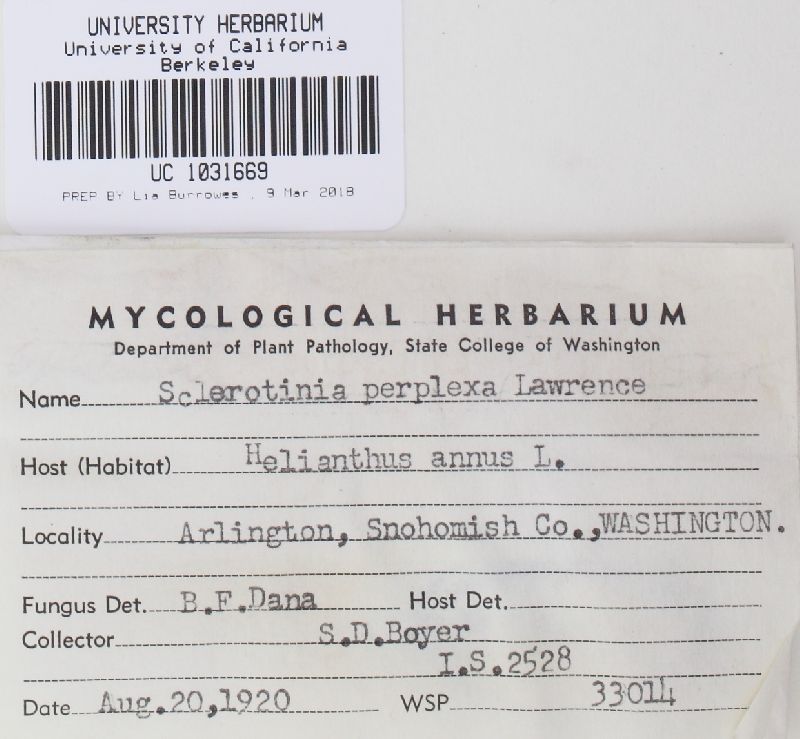 UNIVERSITY HERBARIUM
University of California
Berkeley
UC 1031669
PREP BY Lia Burrowes , 9 Mar 2018
MYCOLOGICAL HERBARIUM
Department of Plant Pathology, State College of Washington
Name Sclerotinia perplexa Lawrence
Host (Habitat) Helianthus annus L.
Locality Arlington, Snohomish Co.,WASHINGTON.
Fungus Det. B.F.Dana Host Det.
Collector S.D.Boyer
I.S.2528
Date Aug.20,1920 WSP 33014